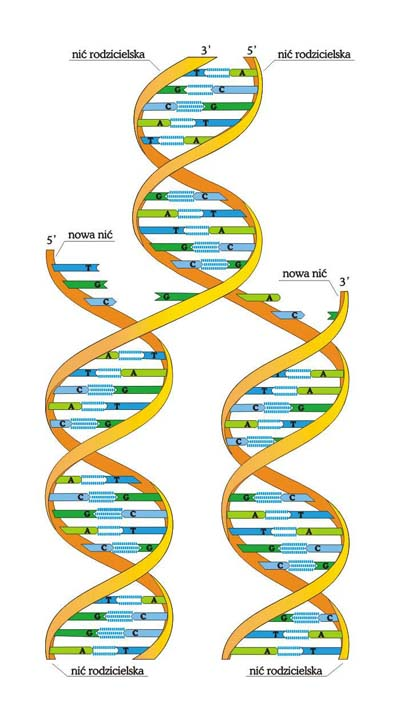 3’ 5’
nić rodzicielska nić rodzicielska
T A
G C
C G
A T
T A
G C
A T
T A
G C
C G
5’
nowa nić
T
G
C
nowa nić
3’
G A
C
A T
T A T A
C G T A
A T C G
C G A T
C
A T
C G G C
G C A T
A T T A
C G G C
C G
T A
G C G C
G C T A
A T A T
nić rodzicielska nić rodzicielska